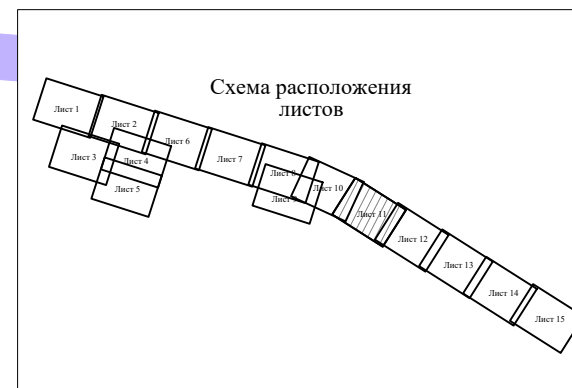 Схема расположения
листов
Лист 1
Лист 2
Лист 3
Лист 4
Лист 5
Лист 6
Лист 7
Лист 8
Лист 10
Лист 11
Лист 12
Лист 13
Лист 14
Лист 15